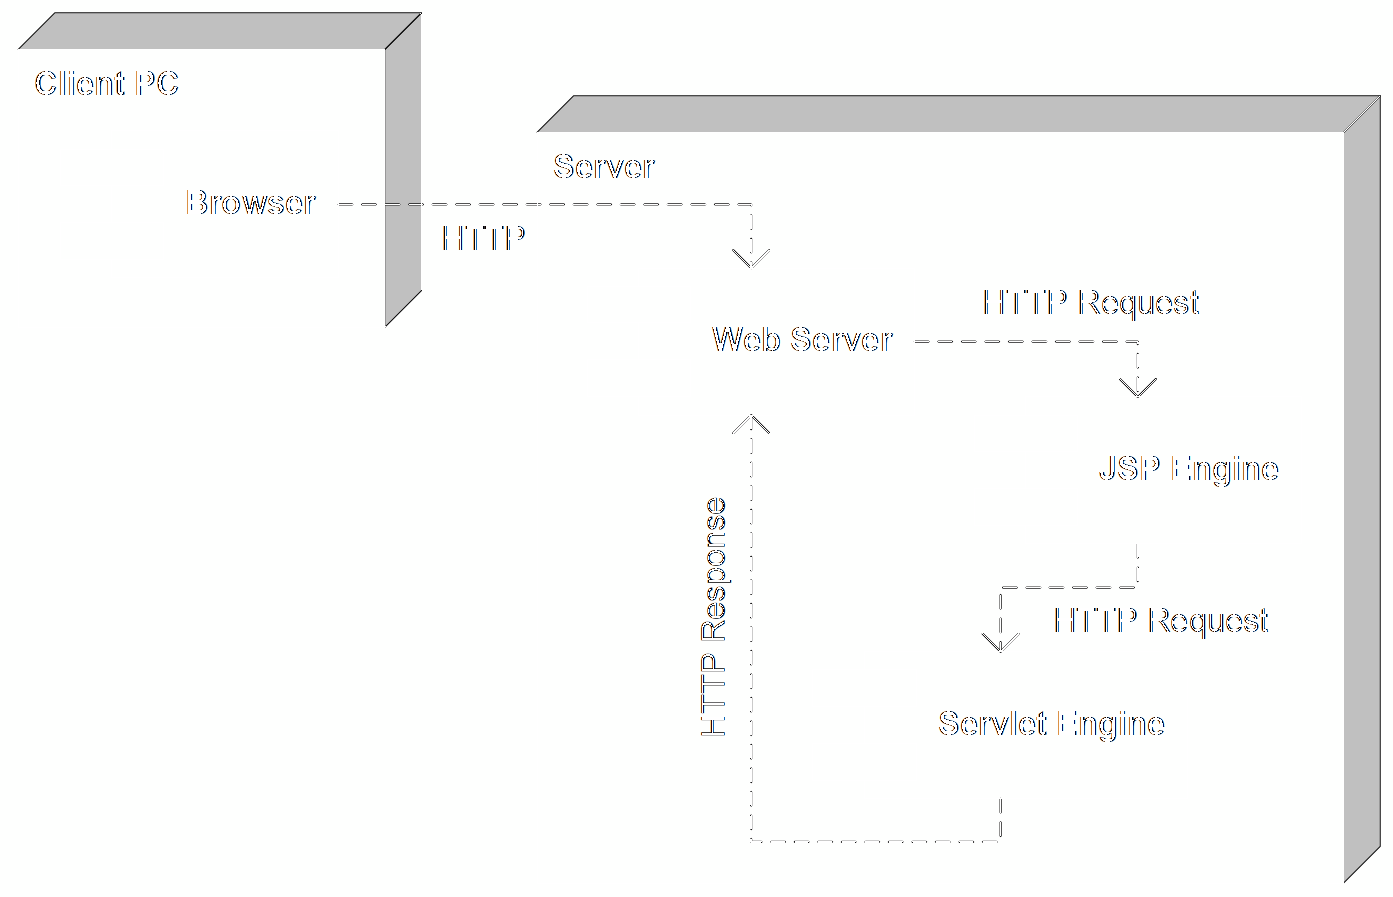 Client PC
Server
Browser
HTTP
HTTP Request
Web Server
JSP Engine
HTTP Response
HTTP Request
Servlet Engine